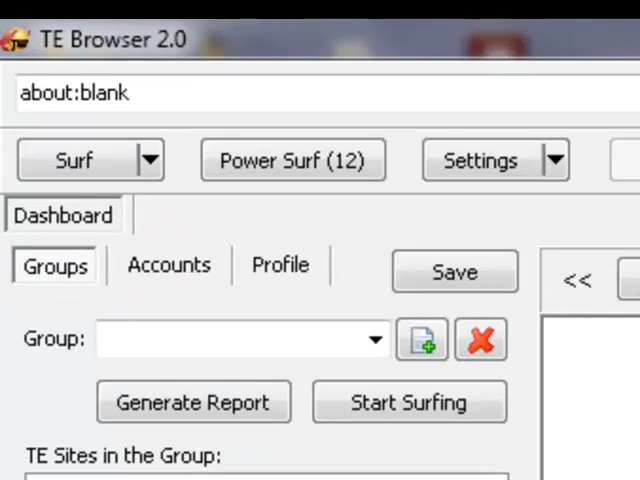 TE Browser 2.0
about:blank
Surf Power Surf (12) Settings
Dashboard
Groups Accounts Profile Save <<
Group:
Generate Report Start Surfing
TE Sites in the Group: